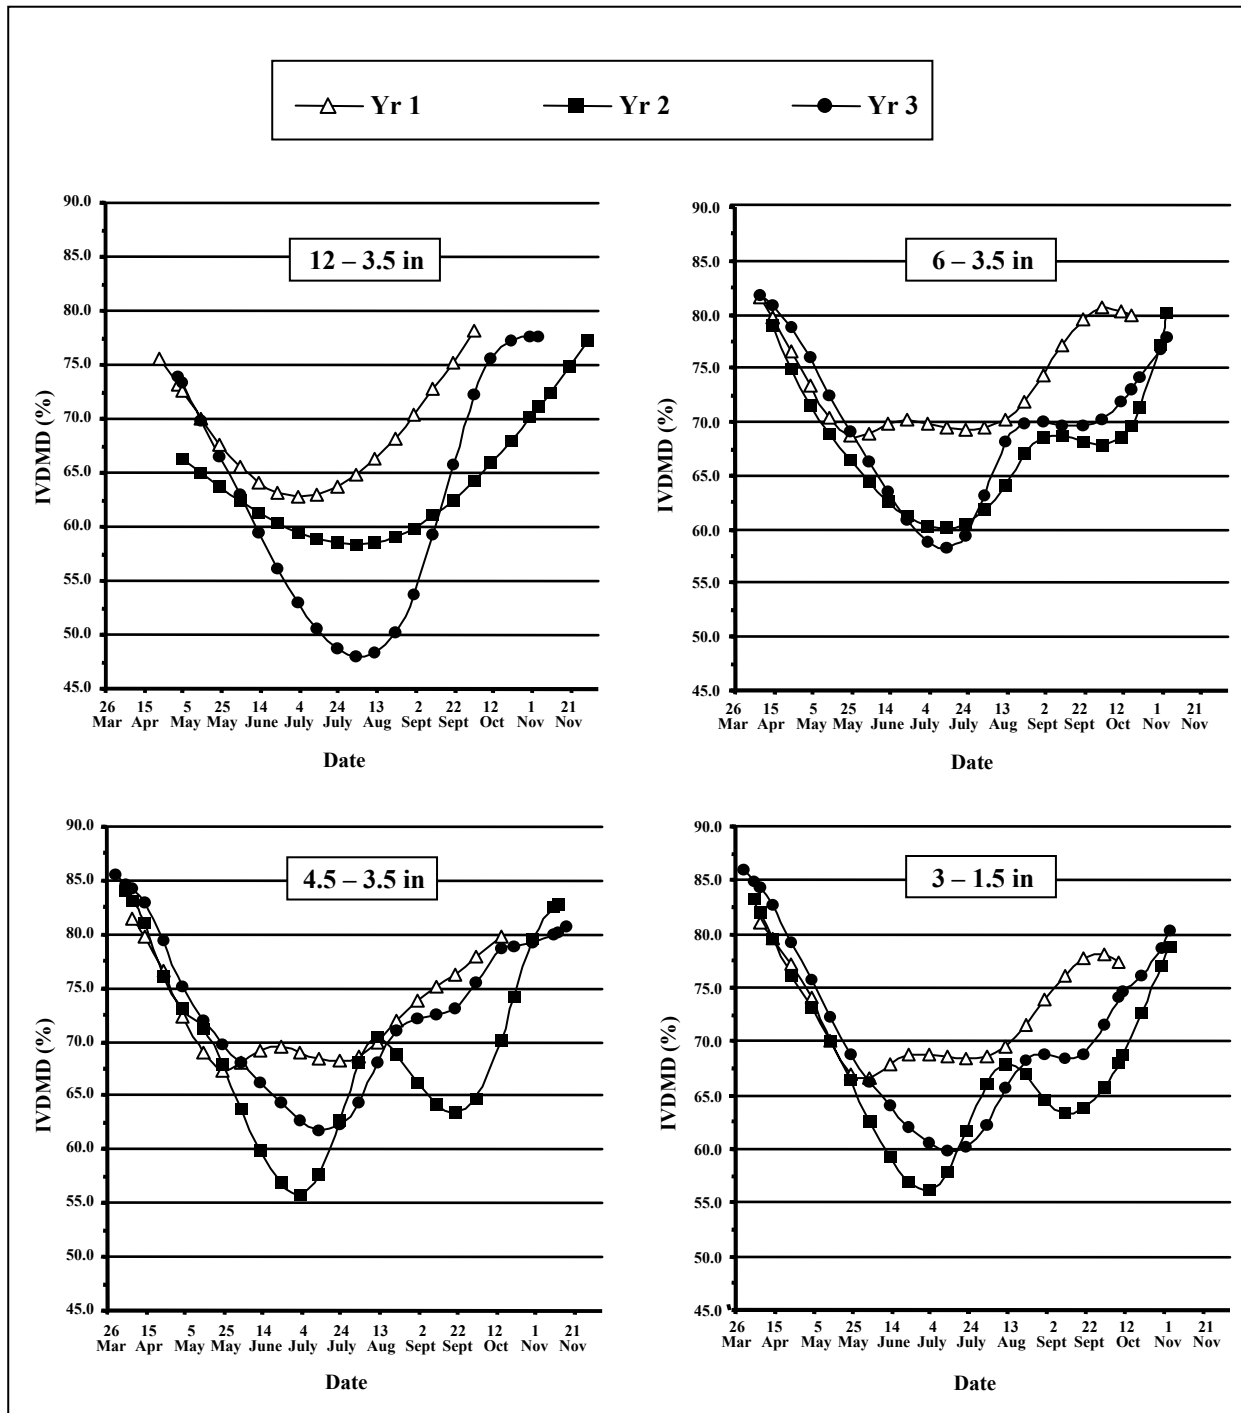 Yr 1 Yr 2 Yr 3
12 – 3.5 in
IVDMD (%)
90.0
85.0
80.0
75.0
70.0
65.0
60.0
55.0
50.0
45.0
26 15 5 25 14 4 24 13 2 22 12 1 21
Mar Apr May May June July July Aug Sept Sept Oct Nov Nov
Date
6 – 3.5 in
IVDMD (%)
90.0
85.0
80.0
75.0
70.0
65.0
60.0
55.0
50.0
45.0
26 15 5 25 14 4 24 13 2 22 12 1 21
Mar Apr May May June July July Aug Sept Sept Oct Nov Nov
Date
4.5 – 3.5 in
IVDMD (%)
90.0
85.0
80.0
75.0
70.0
65.0
60.0
55.0
50.0
45.0
26 15 5 25 14 4 24 13 2 22 12 1 21
Mar Apr May May June July July Aug Sept Sept Oct Nov Nov
Date
3 – 1.5 in
IVDMD (%)
90.0
85.0
80.0
75.0
70.0
65.0
60.0
55.0
50.0
45.0
26 15 5 25 14 4 24 13 2 22 12 1 21
Mar Apr May May June July July Aug Sept Sept Oct Nov Nov
Date